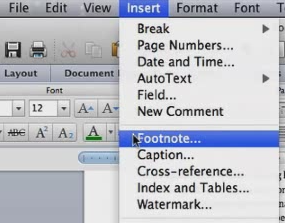 File Edit View Insert Format Font
Break
Page Numbers...
Date and Time...
AutoText
Field...
New Comment
Footnote...
Caption...
Cross-reference...
Index and Tables...
Watermark...
Layout Document
Font
12 A A
ABC A² A₂ A